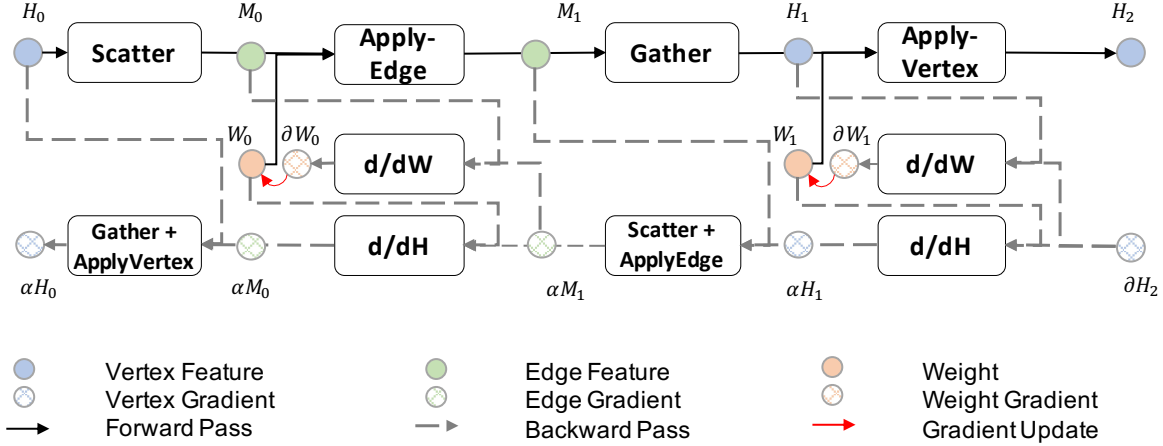 H₀ M₀ M₁ H₁ H₂
Scatter
Apply-
Edge
Gather
Apply-
Vertex
W₀ ∂W₀
d/dW
W₁ ∂W₁
d/dW
Gather +
ApplyVertex
d/dH
Scatter +
ApplyEdge
d/dH
αH₀ αM₀ αM₁ αH₁ ∂H₂
Vertex Feature Edge Feature Weight
Vertex Gradient Edge Gradient Weight Gradient
Forward Pass Backward Pass Gradient Update